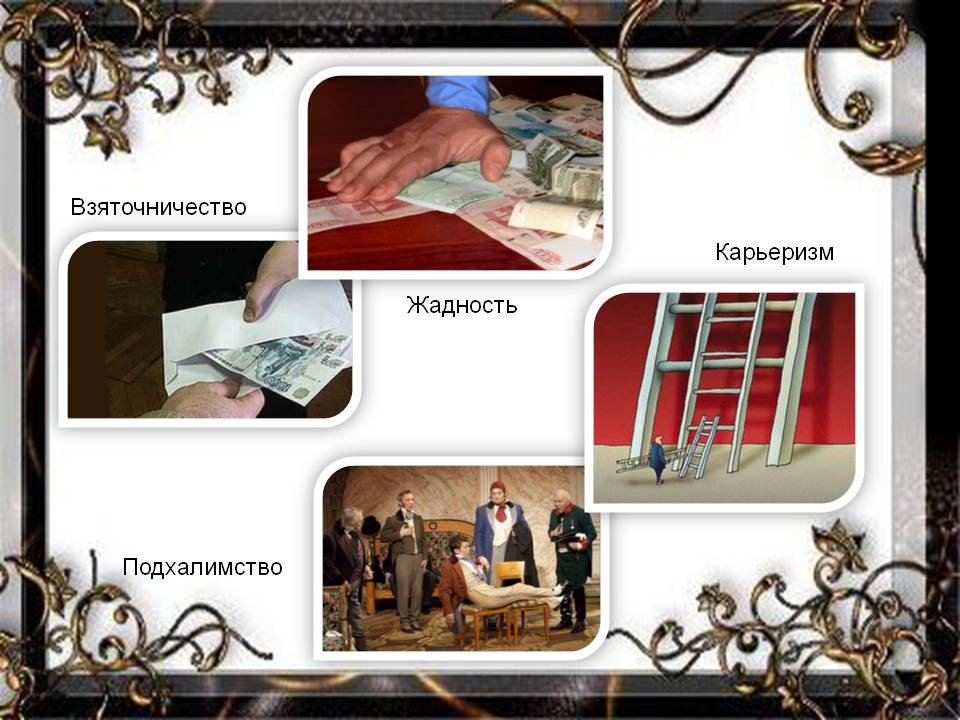 Взяточничество
Карьеризм
Жадность
Подхалимство